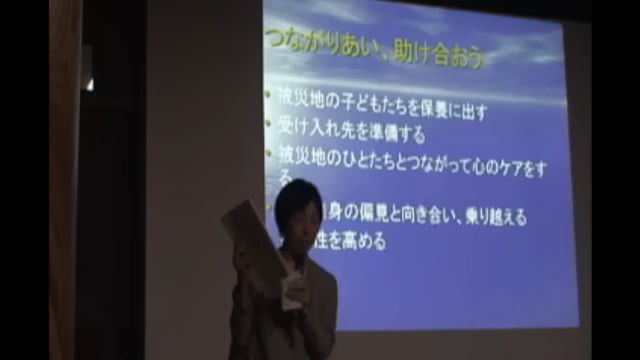 つながりあい、助け合おう
・被災地の子どもたちを保養に出す
・受け入れ先を準備する
・被災地のひとたちとつながって心のケアをす
る
身の偏見と向き合い、乗り越える
性を高める